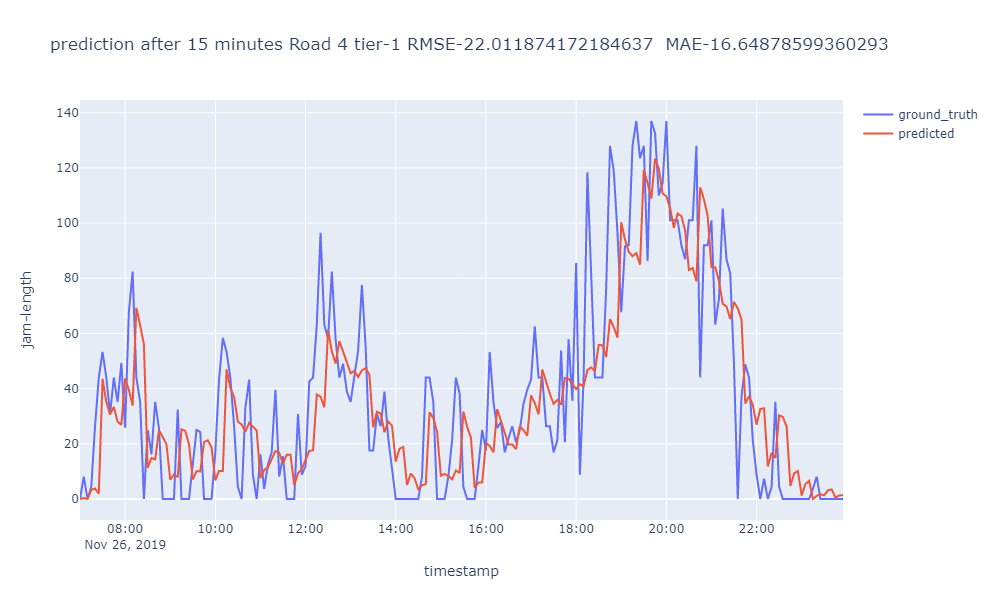 prediction after 15 minutes Road 4 tier-1 RMSE-22.011874172184637  MAE-16.64878599360293
ground_truth
predicted
140
120
100
80
60
40
20
0
jam-length
08:00 10:00 12:00 14:00 16:00 18:00 20:00 22:00
Nov 26, 2019
timestamp